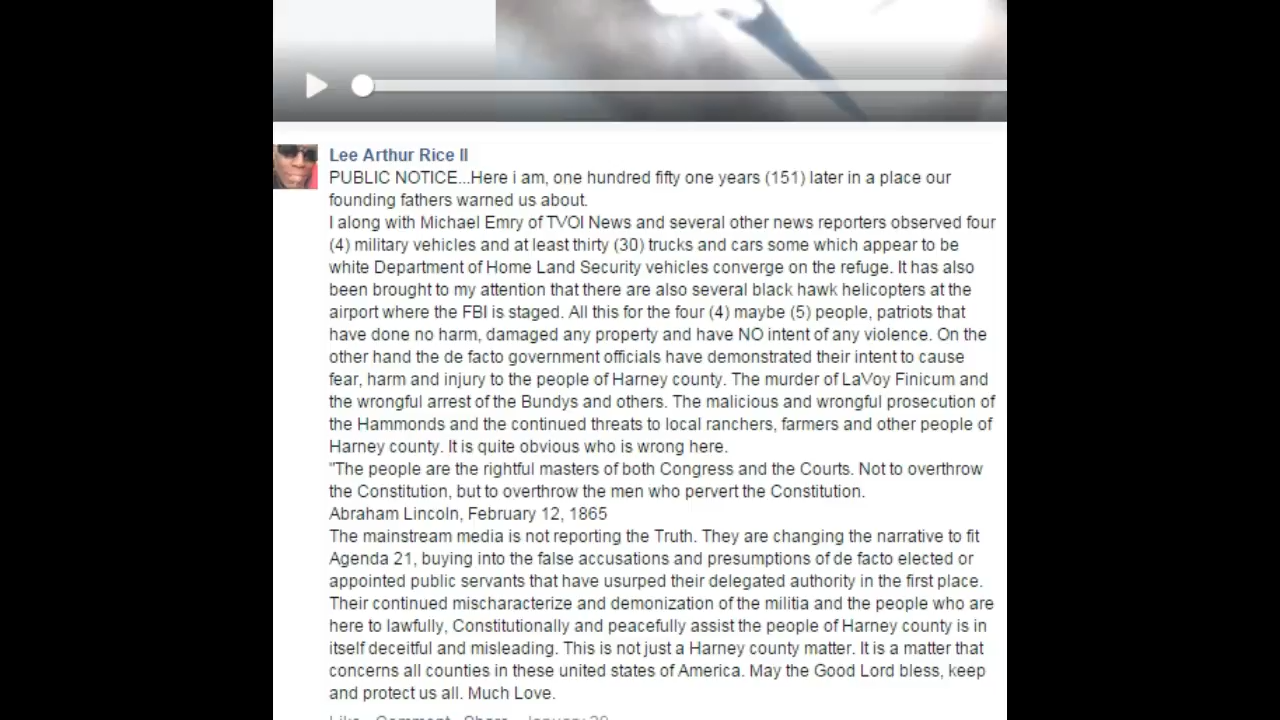 Lee Arthur Rice II
PUBLIC NOTICE...Here i am, one hundred fifty one years (151) later in a place our
founding fathers warned us about.
I along with Michael Emry of TVOI News and several other news reporters observed four
(4) military vehicles and at least thirty (30) trucks and cars some which appear to be
white Department of Home Land Security vehicles converge on the refuge. It has also
been brought to my attention that there are also several black hawk helicopters at the
airport where the FBI is staged. All this for the four (4) maybe (5) people, patriots that
have done no harm, damaged any property and have NO intent of any violence. On the
other hand the de facto government officials have demonstrated their intent to cause
fear, harm and injury to the people of Harney county. The murder of LaVoy Finicum and
the wrongful arrest of the Bundys and others. The malicious and wrongful prosecution of
the Hammonds and the continued threats to local ranchers, farmers and other people of
Harney county. It is quite obvious who is wrong here.
"The people are the rightful masters of both Congress and the Courts. Not to overthrow
the Constitution, but to overthrow the men who pervert the Constitution.
Abraham Lincoln, February 12, 1865
The mainstream media is not reporting the Truth. They are changing the narrative to fit
Agenda 21, buying into the false accusations and presumptions of de facto elected or
appointed public servants that have usurped their delegated authority in the first place.
Their continued mischaracterize and demonization of the militia and the people who are
here to lawfully, Constitutionally and peacefully assist the people of Harney county is in
itself deceitful and misleading. This is not just a Harney county matter. It is a matter that
concerns all counties in these united states of America. May the Good Lord bless, keep
and protect us all. Much Love.
Like · Comment · Share · January